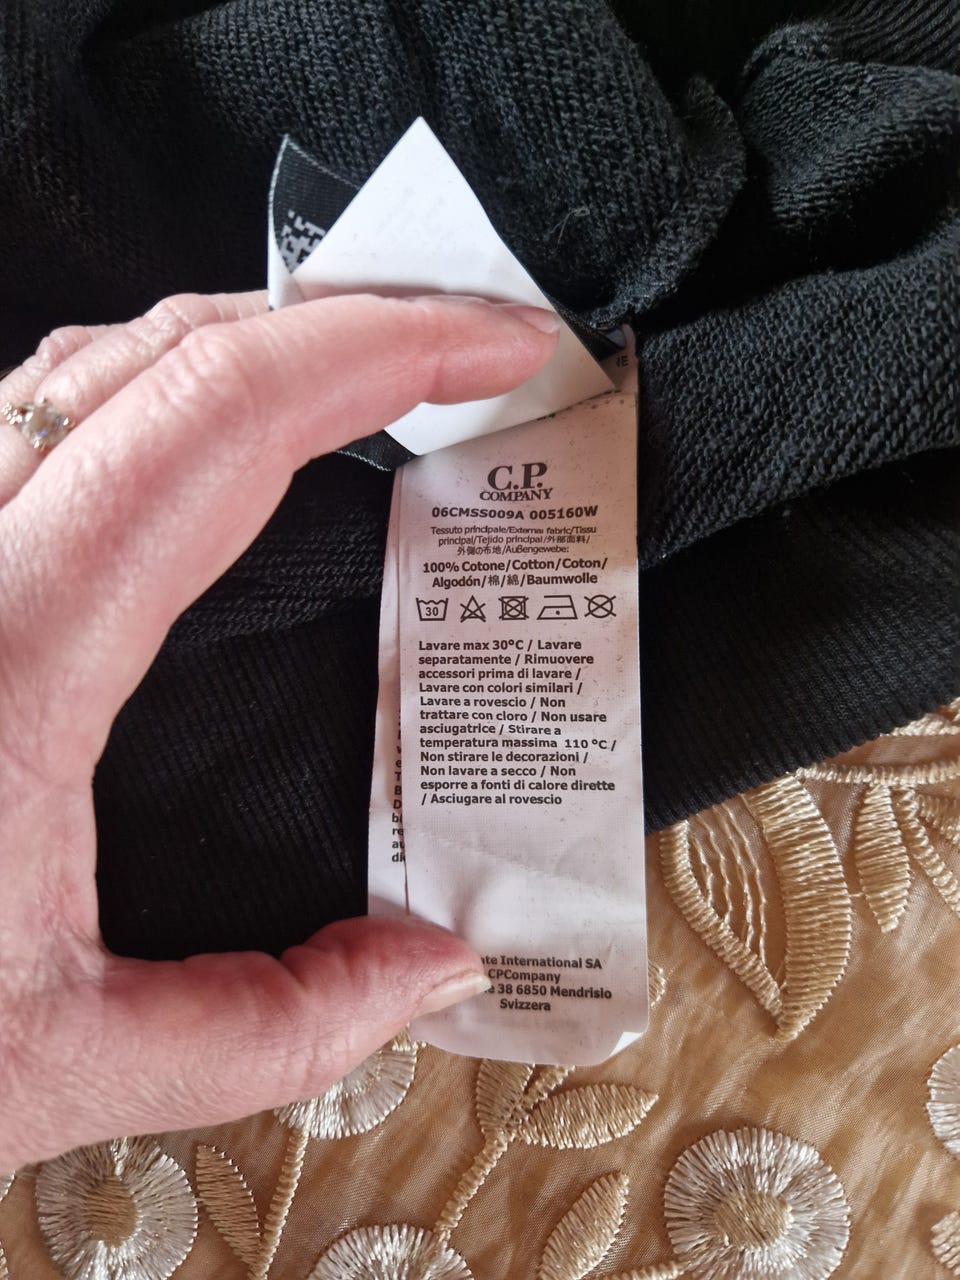 C.P.
COMPANY
06CMSS009A 005160W
Tessuto principale/External fabric/Tissu
principal/Tejido principal/外部面料/
外側の布地/Außengewebe:
100% Cotone/Cotton/Coton/
Algodón/棉/綿/Baumwolle
30
Lavare max 30°C / Lavare
separatamente / Rimuovere
accessori prima di lavare /
Lavare con colori similari /
Lavare a rovescio / Non
trattare con cloro / Non usare
asciugatrice / Stirare a
temperatura massima 110 °C /
Non stirare le decorazioni /
Non lavare a secco / Non
esporre a fonti di calore dirette
/ Asciugare al rovescio
International SA
CPCompany
38 6850 Mendrisio
Svizzera